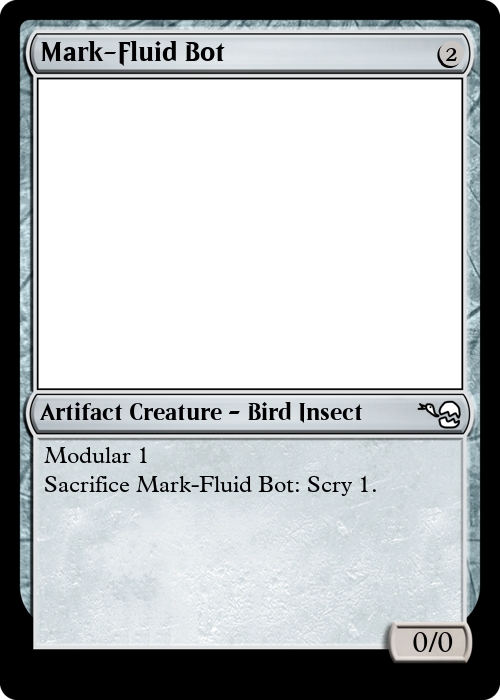 Mark-Fluid Bot
2
Artifact Creature – Bird Insect
Modular 1
Sacrifice Mark-Fluid Bot: Scry 1.
0/0